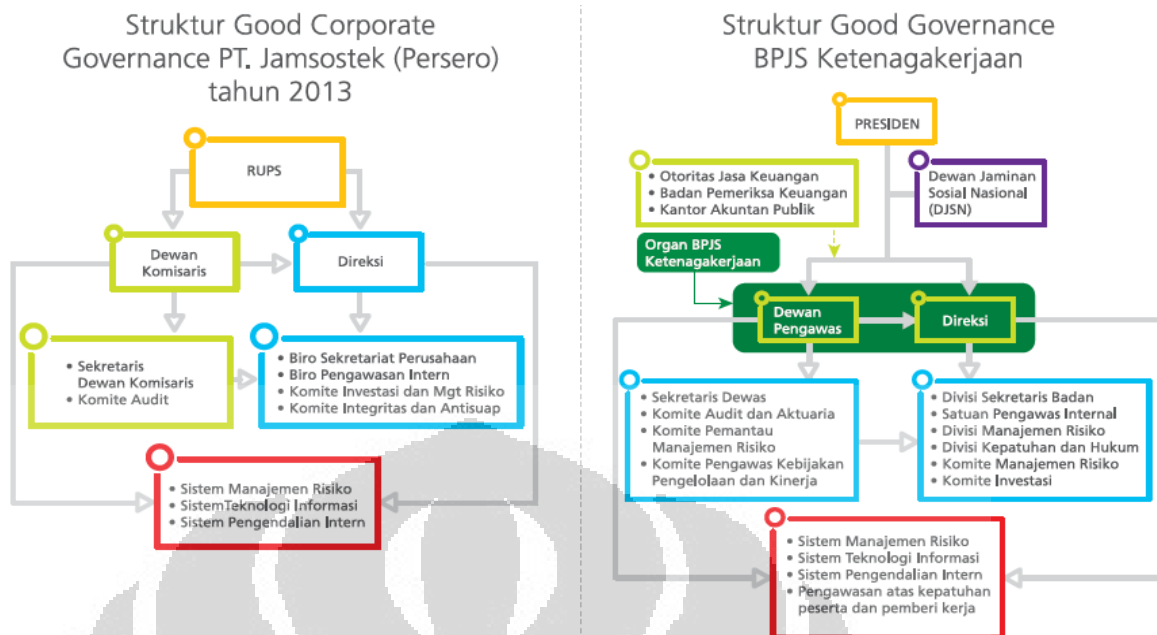 Struktur Good Corporate
Governance PT. Jamsostek (Persero)
tahun 2013
RUPS
Dewan
Komisaris
Direksi
• Sekretaris
Dewan Komisaris
• Komite Audit
• Biro Sekretariat Perusahaan
• Biro Pengawasan Intern
• Komite Investasi dan Mgt Risiko
• Komite Integritas dan Antisuap
• Sistem Manajemen Risiko
• SistemTeknologi Informasi
• Sistem Pengendalian Intern
Struktur Good Governance
BPJS Ketenagakerjaan
PRESIDEN
• Otoritas Jasa Keuangan
• Badan Pemeriksa Keuangan
• Kantor Akuntan Publik
Dewan Jaminan
Sosial Nasional
(DJSN)
Organ BPJS
Ketenagakerjaan
Dewan
Pengawas
Direksi
• Sekretaris Dewas
• Komite Audit dan Aktuaria
• Komite Pemantau
Manajemen Risiko
• Komite Pengawas Kebijakan
Pengelolaan dan Kinerja
• Divisi Sekretaris Badan
• Satuan Pengawas Internal
• Divisi Manajemen Risiko
• Divisi Kepatuhan dan Hukum
• Komite Manajemen Risiko
• Komite Investasi
• Sistem Manajemen Risiko
• Sistem Teknologi Informasi
• Sistem Pengendalian Intern
• Pengawasan atas kepatuhan
peserta dan pemberi kerja